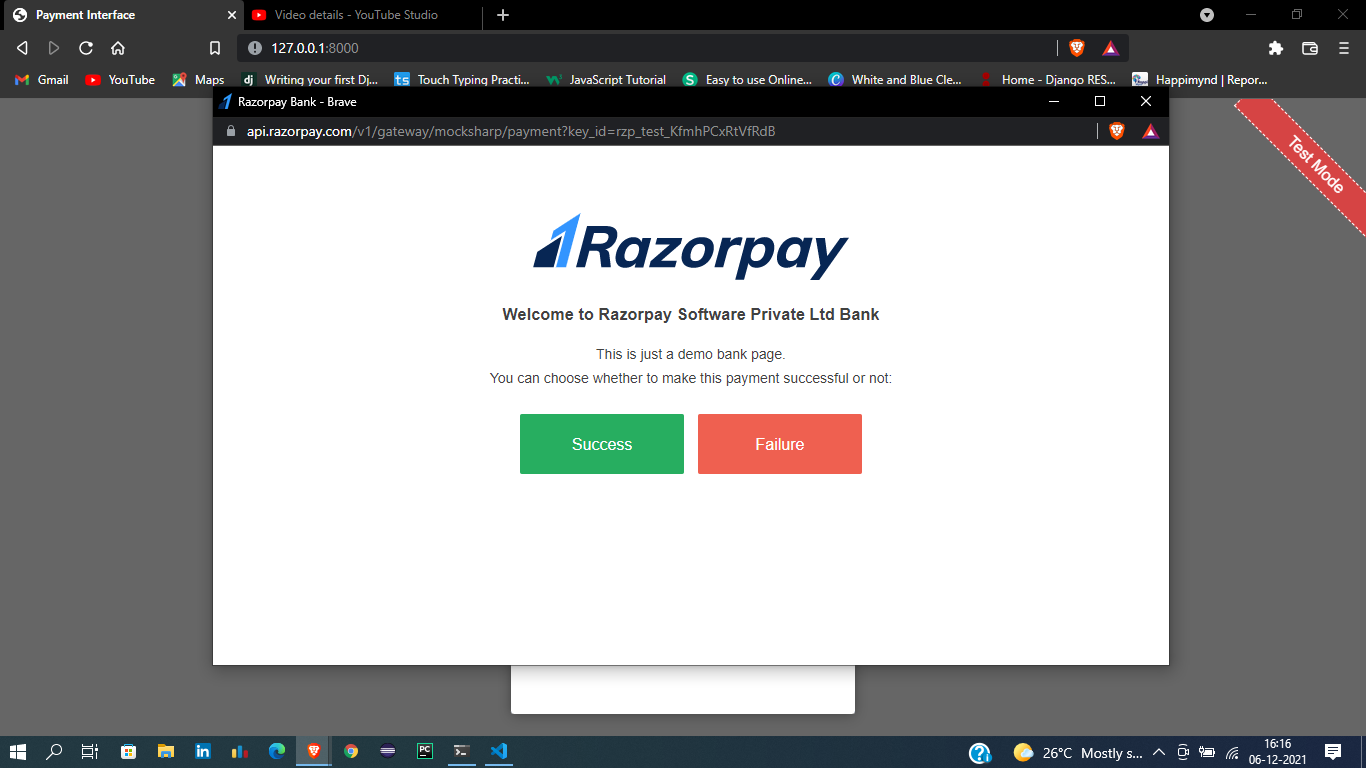 Payment Interface
Video details - YouTube Studio
127.0.0.1:8000
Gmail
YouTube
Maps
dj
Writing your first Dj...
ts
Touch Typing Practi...
JavaScript Tutorial
S
Easy to use Online...
C
White and Blue Cle...
Home - Django RES...
Happimynd | Repor...
Razorpay Bank - Brave
api.razorpay.com/v1/gateway/mocksharp/payment?key_id=rzp_test_KfmhPCxRtVfRdB
Test Mode
Razorpay
Welcome to Razorpay Software Private Ltd Bank
This is just a demo bank page.
You can choose whether to make this payment successful or not:
Success
Failure
in
PC
26°C Mostly s...
16:16
06-12-2021